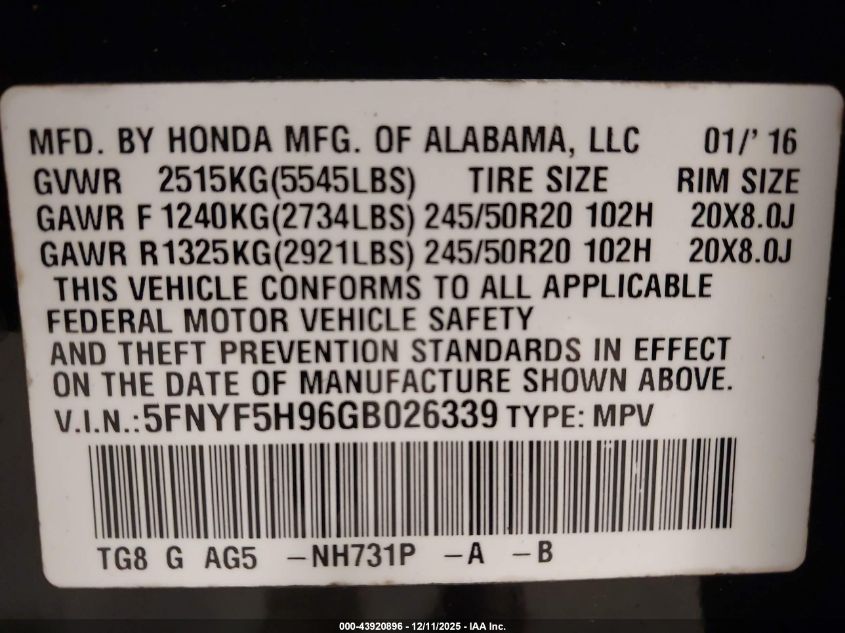 MFD. BY HONDA MFG. OF ALABAMA, LLC 01/' 16
GVWR 2515KG(5545LBS) TIRE SIZE RIM SIZE
GAWR F 1240KG(2734LBS) 245/50R20 102H 20X8.0J
GAWR R 1325KG(2921LBS) 245/50R20 102H 20X8.0J
THIS VEHICLE CONFORMS TO ALL APPLICABLE
FEDERAL MOTOR VEHICLE SAFETY
AND THEFT PREVENTION STANDARDS IN EFFECT
ON THE DATE OF MANUFACTURE SHOWN ABOVE.
V.I.N.:5FNYF5H96GB026339 TYPE: MPV
TG8 G AG5 -NH731P -A -B
000-43920896 - 12/11/2025 - IAA Inc.